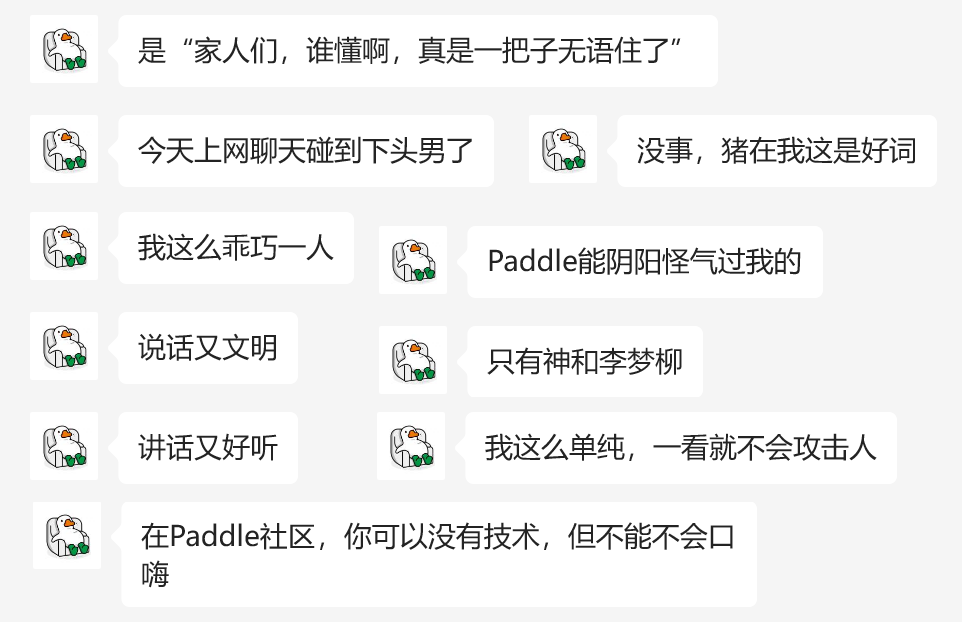 是“家人们，谁懂啊，真是一把子无语住了”
今天上网聊天碰到下头男了
没事，猪在我这是好词
我这么乖巧一人
Paddle能阴阳怪气过我的
说话又文明
只有神和李梦柳
讲话又好听
我这么单纯，一看就不会攻击人
在Paddle社区，你可以没有技术，但不能不会口
嗨